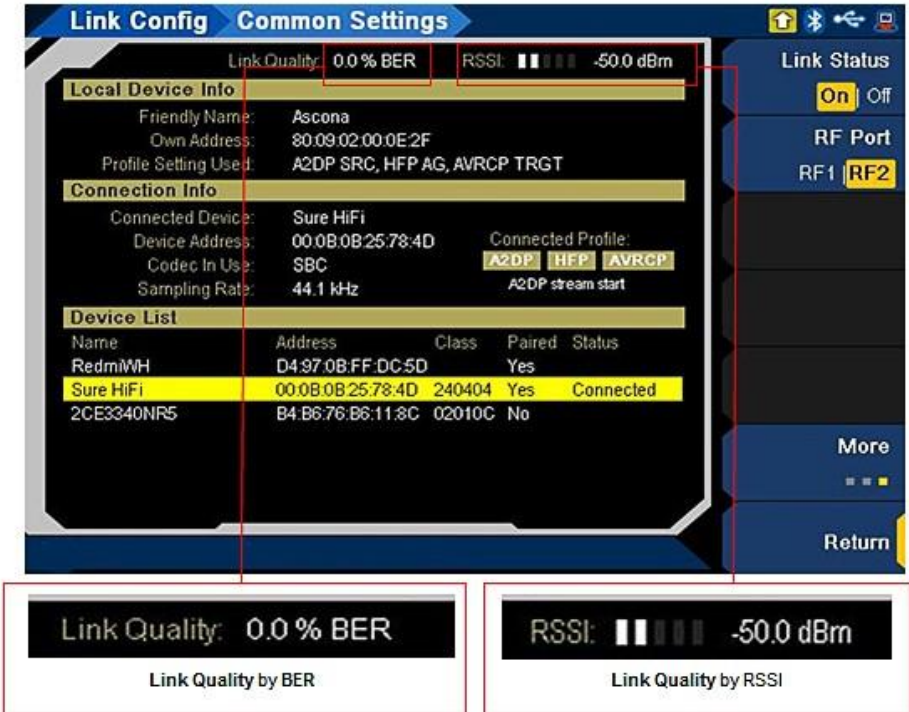 Link Config Common Settings
Link Quality: 0.0 % BER RSSI: -50.0 dBm
Local Device Info
Friendly Name: Ascona
Own Address: 80:09:02:00:0E:2F
Profile Setting Used: A2DP SRC, HFP AG, AVRCP TRGT
Connection Info
Connected Device: Sure HiFi
Device Address: 00:0B:0B:25:78:4D Connected Profile:
Codec In Use: SBC A2DP HFP AVRCP
Sampling Rate: 44.1 kHz A2DP stream start
Device List
Name Address Class Paired Status
RedmiWH D4:97:0B:FF:DC:5D Yes
Sure HiFi 00:0B:0B:25:78:4D 240404 Yes Connected
2CE3340NR5 B4:B6:76:B6:11:8C 02010C No
Link Status
On | Off
RF Port
RF1 | RF2
More
Return
Link Quality: 0.0 % BER
Link Quality by BER
RSSI: -50.0 dBm
Link Quality by RSSI